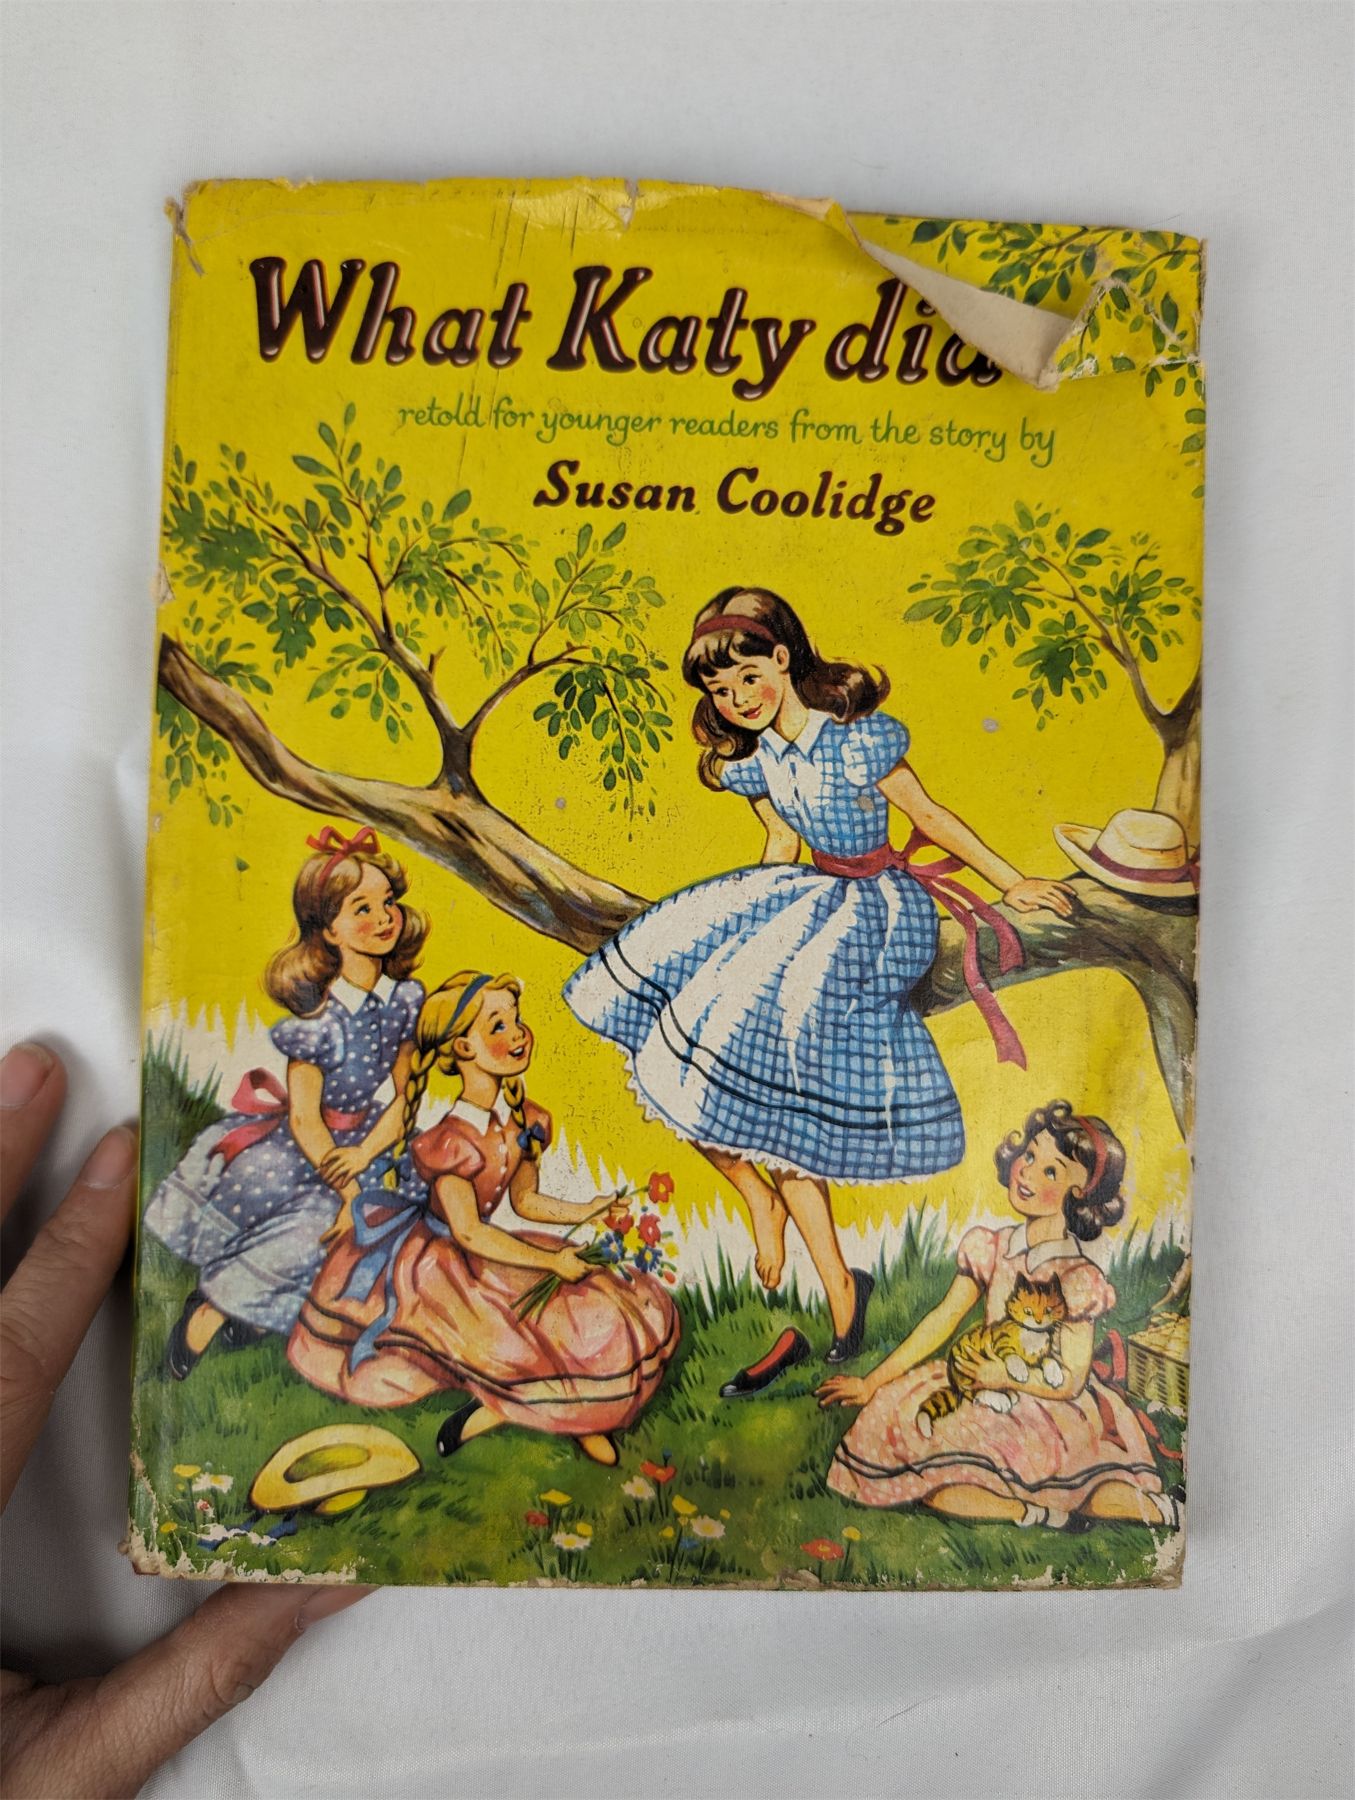 What Katy did
retold for younger readers from the story by
Susan Coolidge